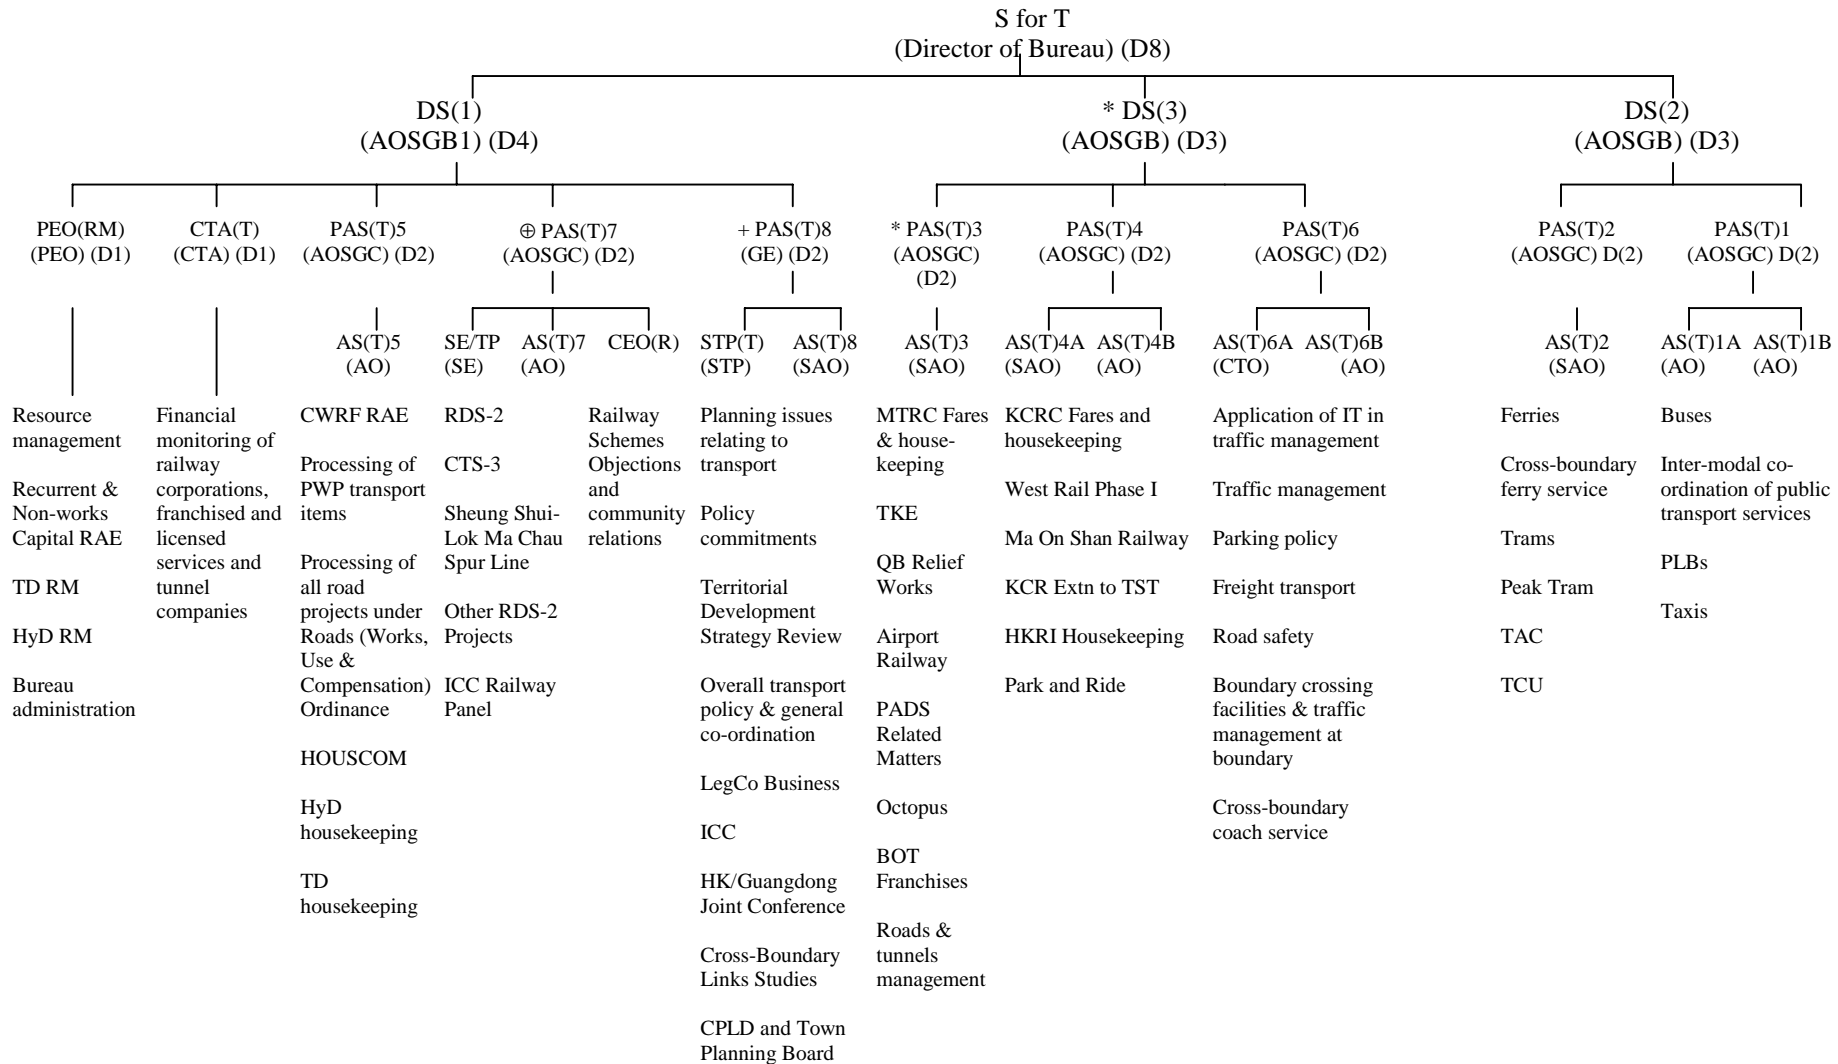 S for T
(Director of Bureau) (D8)
DS(1)
(AOSGB1) (D4)
* DS(3)
(AOSGB) (D3)
DS(2)
(AOSGB) (D3)
PEO(RM)
(PEO) (D1)
CTA(T)
(CTA) (D1)
PAS(T)5
(AOSGC) (D2)
⊕ PAS(T)7
(AOSGC) (D2)
+ PAS(T)8
(GE) (D2)
* PAS(T)3
(AOSGC)
(D2)
PAS(T)4
(AOSGC) (D2)
PAS(T)6
(AOSGC) (D2)
PAS(T)2
(AOSGC) D(2)
PAS(T)1
(AOSGC) D(2)
AS(T)5
(AO)
SE/TP
(SE)
AS(T)7
(AO)
CEO(R)
STP(T)
(STP)
AS(T)8
(SAO)
AS(T)3
(SAO)
AS(T)4A
(SAO)
AS(T)4B
(AO)
AS(T)6A
(CTO)
AS(T)6B
(AO)
AS(T)2
(SAO)
AS(T)1A
(AO)
AS(T)1B
(AO)
Resource
management
Recurrent &
Non-works
Capital RAE
TD RM
HyD RM
Bureau
administration
Financial
monitoring of
railway
corporations,
franchised and
licensed
services and
tunnel
companies
CWRF RAE
Processing of
PWP transport
items
Processing of
all road
projects under
Roads (Works,
Use &
Compensation)
Ordinance
HOUSCOM
HyD
housekeeping
TD
housekeeping
RDS-2
CTS-3
Sheung Shui-
Lok Ma Chau
Spur Line
Other RDS-2
Projects
ICC Railway
Panel
Railway
Schemes
Objections
and
community
relations
Planning issues
relating to
transport
Policy
commitments
Territorial
Development
Strategy Review
Overall transport
policy & general
co-ordination
LegCo Business
ICC
HK/Guangdong
Joint Conference
Cross-Boundary
Links Studies
CPLD and Town
Planning Board
MTRC Fares
& house-
keeping
TKE
QB Relief
Works
Airport
Railway
PADS
Related
Matters
Octopus
BOT
Franchises
Roads &
tunnels
management
KCRC Fares and
housekeeping
West Rail Phase I
Ma On Shan Railway
KCR Extn to TST
HKRI Housekeeping
Park and Ride
Application of IT in
traffic management
Traffic management
Parking policy
Freight transport
Road safety
Boundary crossing
facilities & traffic
management at
boundary
Cross-boundary
coach service
Ferries
Cross-boundary
ferry service
Trams
Peak Tram
TAC
TCU
Buses
Inter-modal co-
ordination of public
transport services
PLBs
Taxis